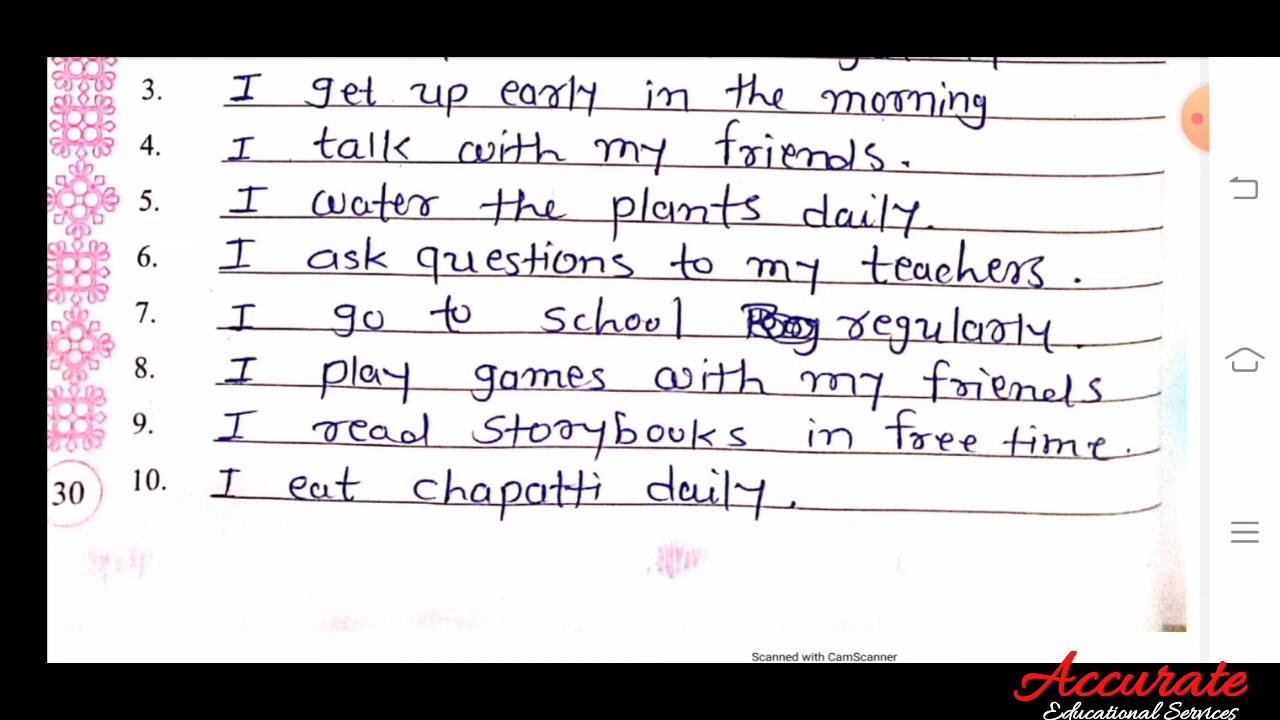 3. I get up early in the morning
4. I talk with my friends.
5. I water the plants daily.
6. I ask questions to my teachers.
7. I go to school regularly.
8. I play games with my friends
9. I read storybooks in free time.
10. I eat chapatti daily.
30
Scanned with CamScanner
Accurate
Educational Services